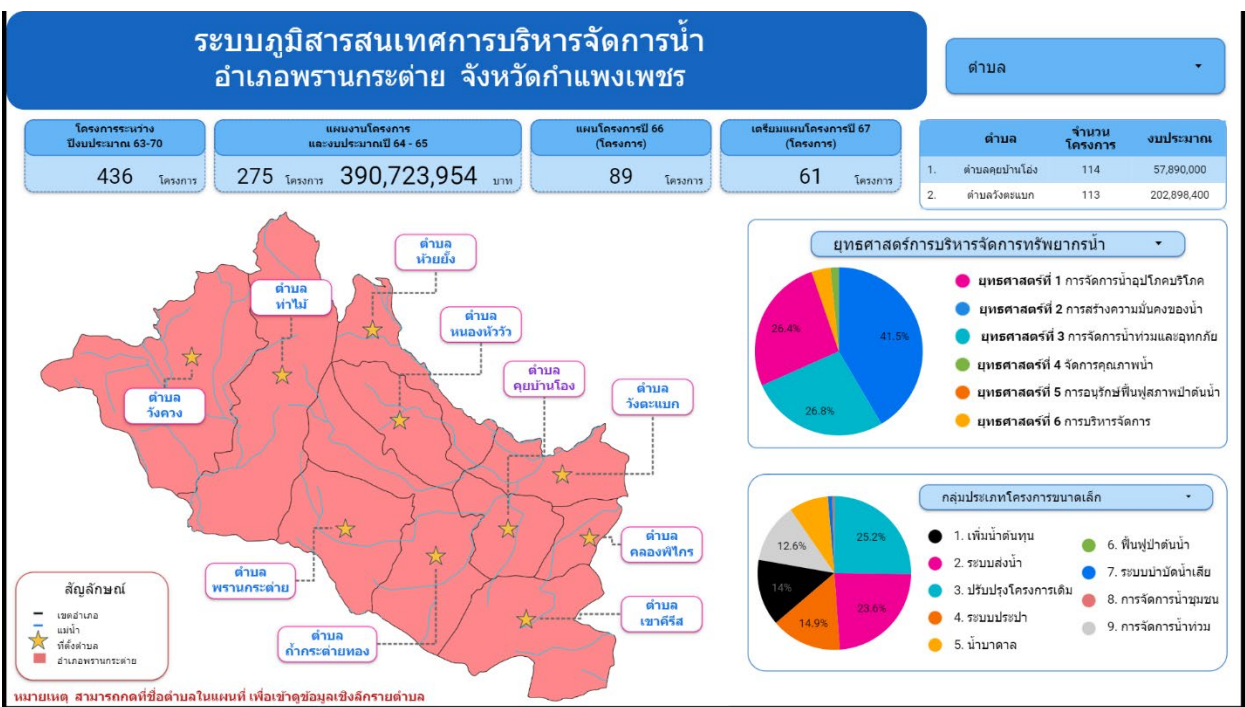 ระบบภูมิสารสนเทศการบริหารจัดการน้ำ
อำเภอพรานกระต่าย จังหวัดกำแพงเพชร
ตำบล
โครงการระหว่าง
ปีงบประมาณ 63-70
436 โครงการ
แผนงานโครงการ
และงบประมาณปี 64 - 65
275 โครงการ 390,723,954 บาท
แผนโครงการปี 66
(โครงการ)
89 โครงการ
เตรียมแผนโครงการปี 67
(โครงการ)
61 โครงการ
ตำบล จำนวน โครงการ งบประมาณ
1. ตำบลคุยบ้านโอ่ง 114 57,890,000
2. ตำบลวังตะแบก 113 202,898,400
ตำบล
ห้วยยั้ง
ตำบล
ท่าไม้
ตำบล
หนองหัววัว
ตำบล
คุยบ้านโอง
ตำบล
วังตะแบก
ตำบล
วังควง
ตำบล
คลองพิไกร
ตำบล
พรานกระต่าย
ตำบล
เขาคีริส
ตำบล
ถ้ำกระต่ายทอง
สัญลักษณ์
เขตอำเภอ
แม่น้ำ
ที่ตั้งตำบล
อำเภอพรานกระต่าย
หมายเหตุ สามารถกดที่ชื่อตำบลในแผนที่ เพื่อเข้าดูข้อมูลเชิงลึกรายตำบล
ยุทธศาสตร์การบริหารจัดการทรัพยากรน้ำ
26.4%
41.5%
26.8%
ยุทธศาสตร์ที่ 1 การจัดการน้ำอุปโภคบริโภค
ยุทธศาสตร์ที่ 2 การสร้างความมั่นคงของน้ำ
ยุทธศาสตร์ที่ 3 การจัดการน้ำท่วมและอุทกภัย
ยุทธศาสตร์ที่ 4 จัดการคุณภาพน้ำ
ยุทธศาสตร์ที่ 5 การอนุรักษ์ฟื้นฟูสภาพป่าต้นน้ำ
ยุทธศาสตร์ที่ 6 การบริหารจัดการ
กลุ่มประเภทโครงการขนาดเล็ก
25.2%
12.6%
14%
23.6%
14.9%
1. เพิ่มน้ำต้นทุน
2. ระบบส่งน้ำ
3. ปรับปรุงโครงการเดิม
4. ระบบประปา
5. น้ำบาดาล
6. ฟื้นฟูป่าต้นน้ำ
7. ระบบบำบัดน้ำเสีย
8. การจัดการน้ำชุมชน
9. การจัดการน้ำท่วม